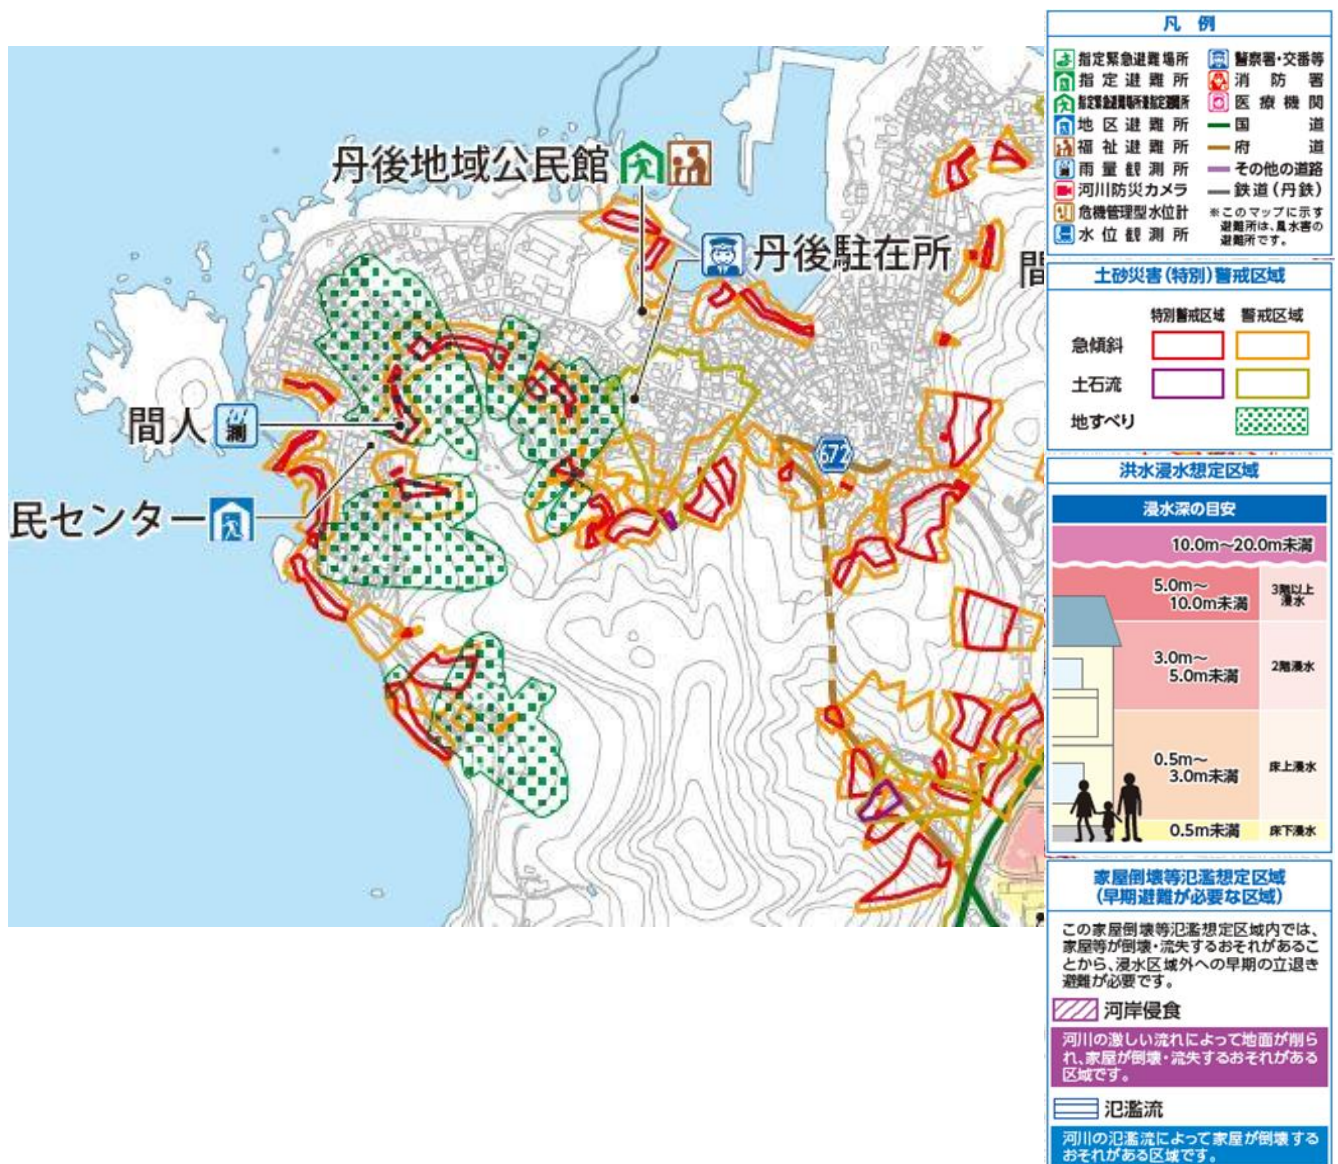 丹後地域公民館
丹後駐在所
間
間人
測
672
民センター
凡 例
指定緊急避難場所
指定避難所
指定緊急避難場所兼指定避難所
地区避難所
福祉避難所
雨量観測所
河川防災カメラ
危機管理型水位計
水位観測所
警察署・交番等
消防署
医療機関
国道
府道
その他の道路
鉄道(丹鉄)
※このマップに示す
避難所は、風水害の
避難所です。
土砂災害(特別)警戒区域
特別警戒区域 警戒区域
急傾斜
土石流
地すべり
洪水浸水想定区域
浸水深の目安
10.0m~20.0m未満
5.0m~
10.0m未満
3階以上
浸水
3.0m~
5.0m未満
2階浸水
0.5m~
3.0m未満
床上浸水
0.5m未満
床下浸水
家屋倒壊等氾濫想定区域
(早期避難が必要な区域)
この家屋倒壊等氾濫想定区域内では、
家屋等が倒壊・流失するおそれがあるこ
とから、浸水区域外への早期の立退き
避難が必要です。
河岸侵食
河川の激しい流れによって地面が削ら
れ、家屋が倒壊・流失するおそれがある
区域です。
氾濫流
河川の氾濫流によって家屋が倒壊する
おそれがある区域です。